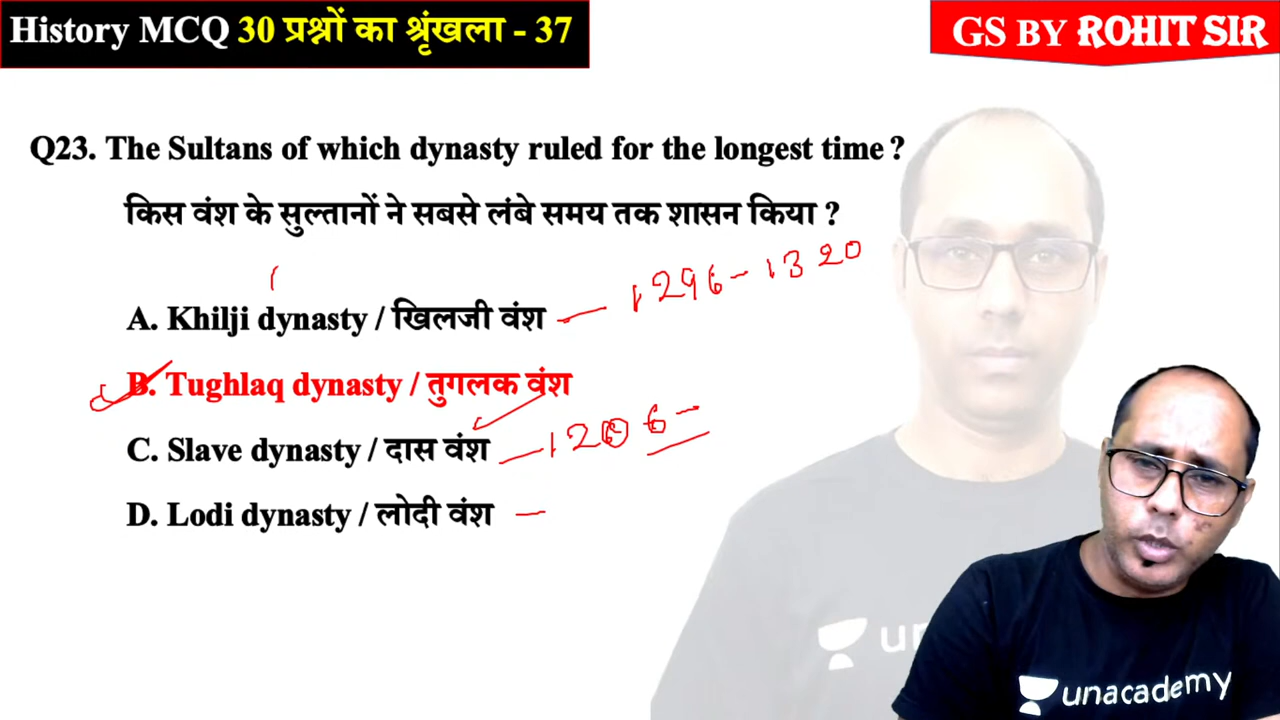 History MCQ 30 प्रश्नों का श्रृंखला - 37
GS BY ROHIT SIR
Q23. The Sultans of which dynasty ruled for the longest time ?
किस वंश के सुल्तानों ने सबसे लंबे समय तक शासन किया ?
A. Khilji dynasty / खिलजी वंश — 1296 - 1320
B. Tughlaq dynasty / तुगलक वंश
C. Slave dynasty / दास वंश — 1206 -
D. Lodi dynasty / लोदी वंश —
una
unacademy